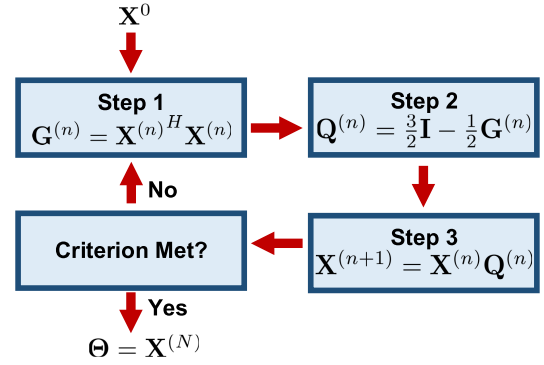 X^0
Step 1
G^(n) = X^(n)^H X^(n)
Step 2
Q^(n) = 3/2 I − 1/2 G^(n)
Step 3
X^(n+1) = X^(n) Q^(n)
No
Criterion Met?
Yes
Θ = X^(N)